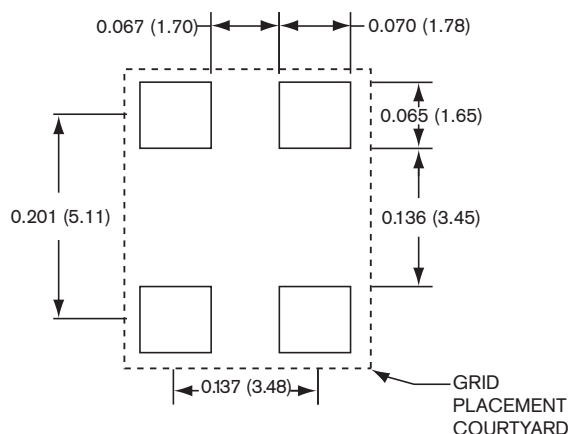 0.067 (1.70)
0.070 (1.78)
0.065 (1.65)
0.201 (5.11)
0.136 (3.45)
0.137 (3.48)
GRID
PLACEMENT
COURTYARD